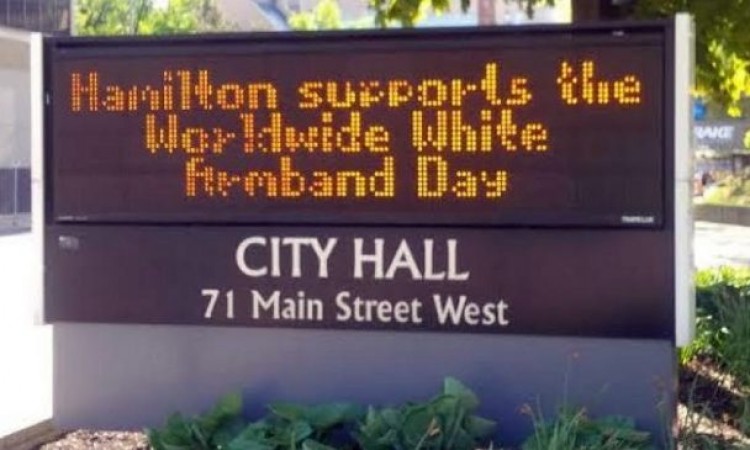 Hamilton supports the
Worldwide White
Armband Day
CITY HALL
71 Main Street West